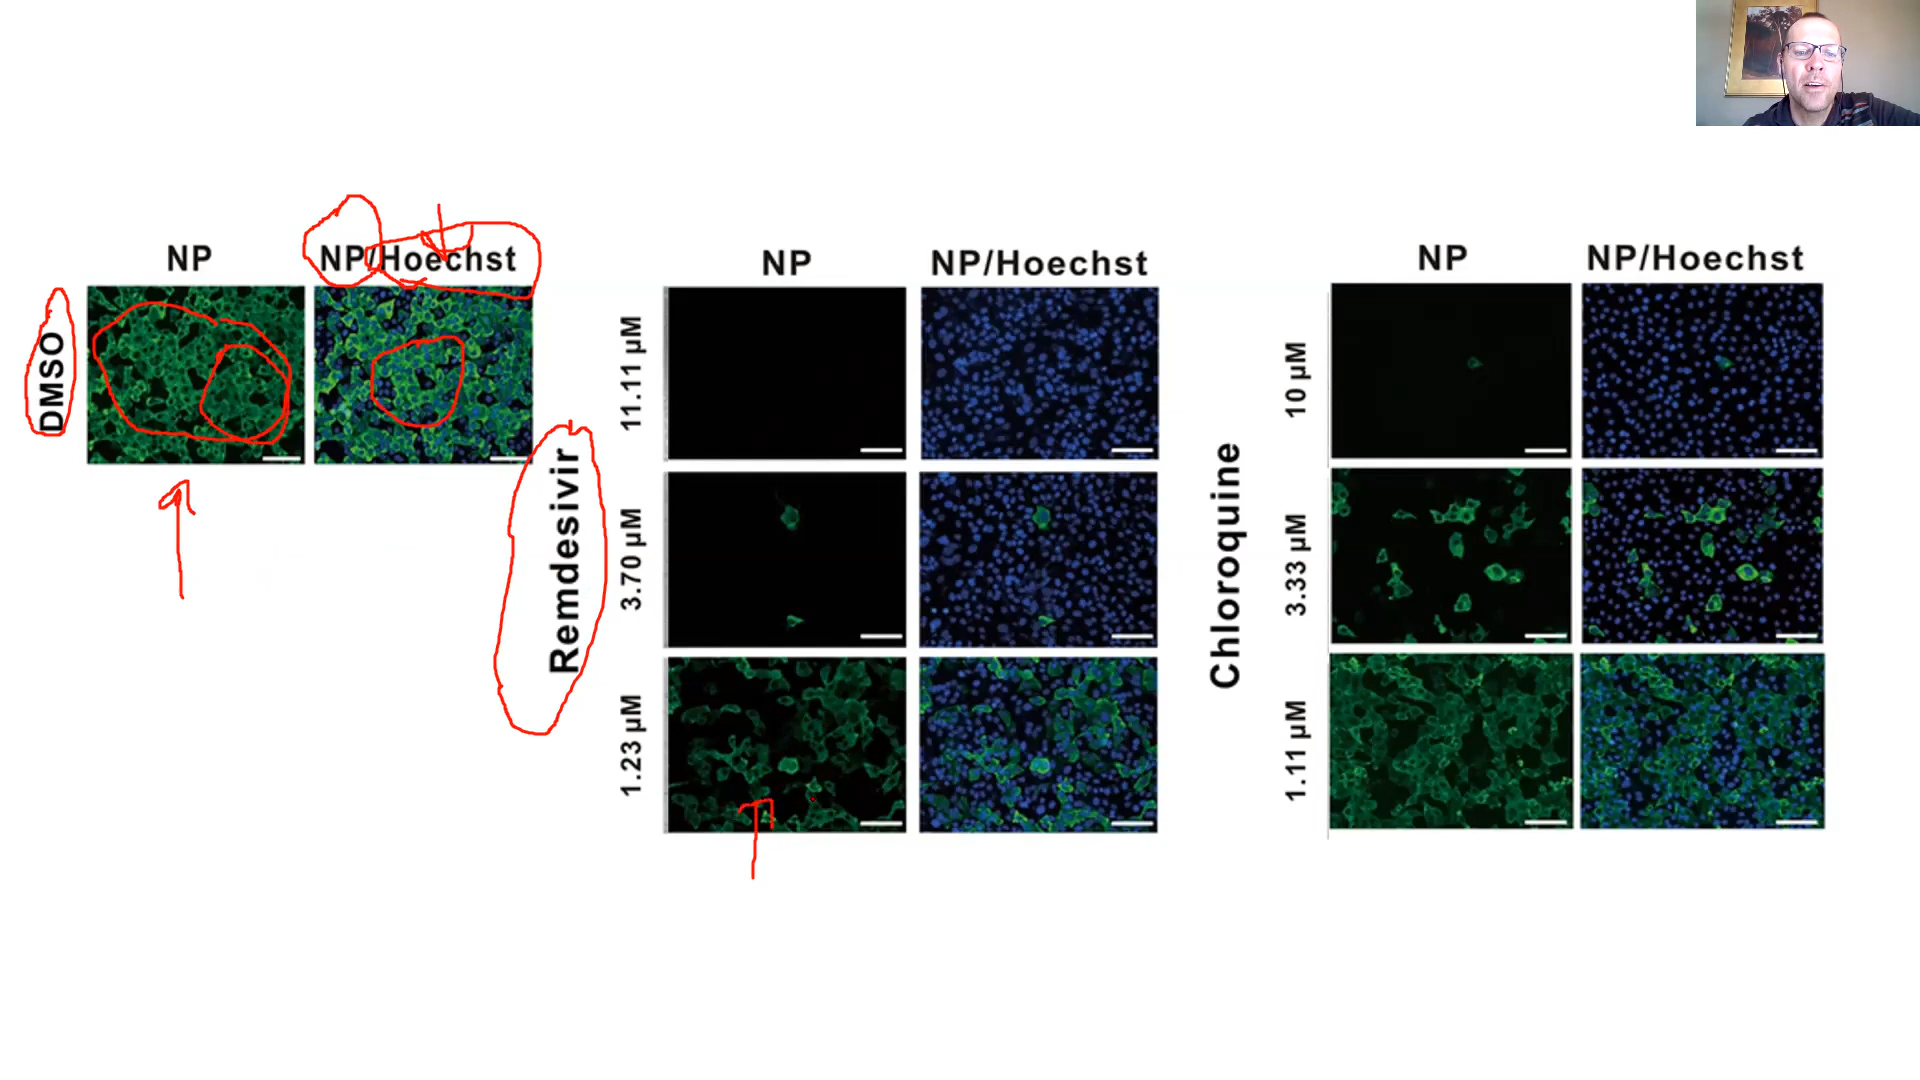 NP
NP/Hoechst
DMSO
Remdesivir
NP
NP/Hoechst
11.11 µM
3.70 µM
1.23 µM
Chloroquine
NP
NP/Hoechst
10 µM
3.33 µM
1.11 µM